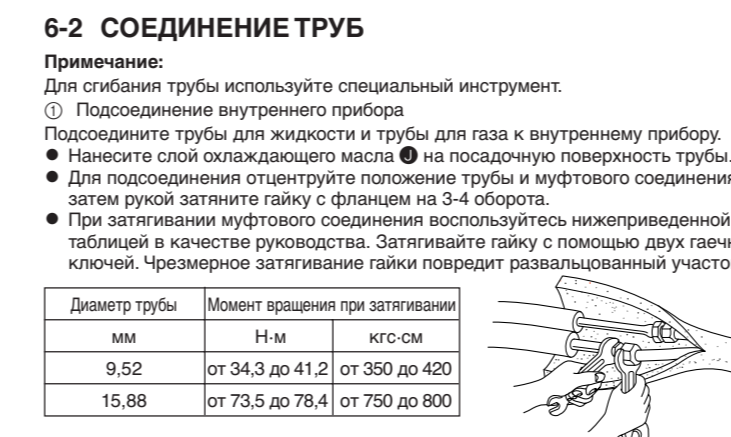 6-2 СОЕДИНЕНИЕ ТРУБ
Примечание:
Для сгибания трубы используйте специальный инструмент.
① Подсоединение внутреннего прибора
Подсоедините трубы для жидкости и трубы для газа к внутреннему прибору.
● Нанесите слой охлаждающего масла J на посадочную поверхность трубы.
● Для подсоединения отцентруйте положение трубы и муфтового соединения
затем рукой затяните гайку с фланцем на 3-4 оборота.
● При затягивании муфтового соединения воспользуйтесь нижеприведенной
таблицей в качестве руководства. Затягивайте гайку с помощью двух
ключей. Чрезмерное затягивание гайки повредит развальцованный
Диаметр трубы Момент вращения при затягивании
мм Н·м кгс·см
9,52 от 34,3 до 41,2 от 350 до 420
15,88 от 73,5 до 78,4 от 750 до 800